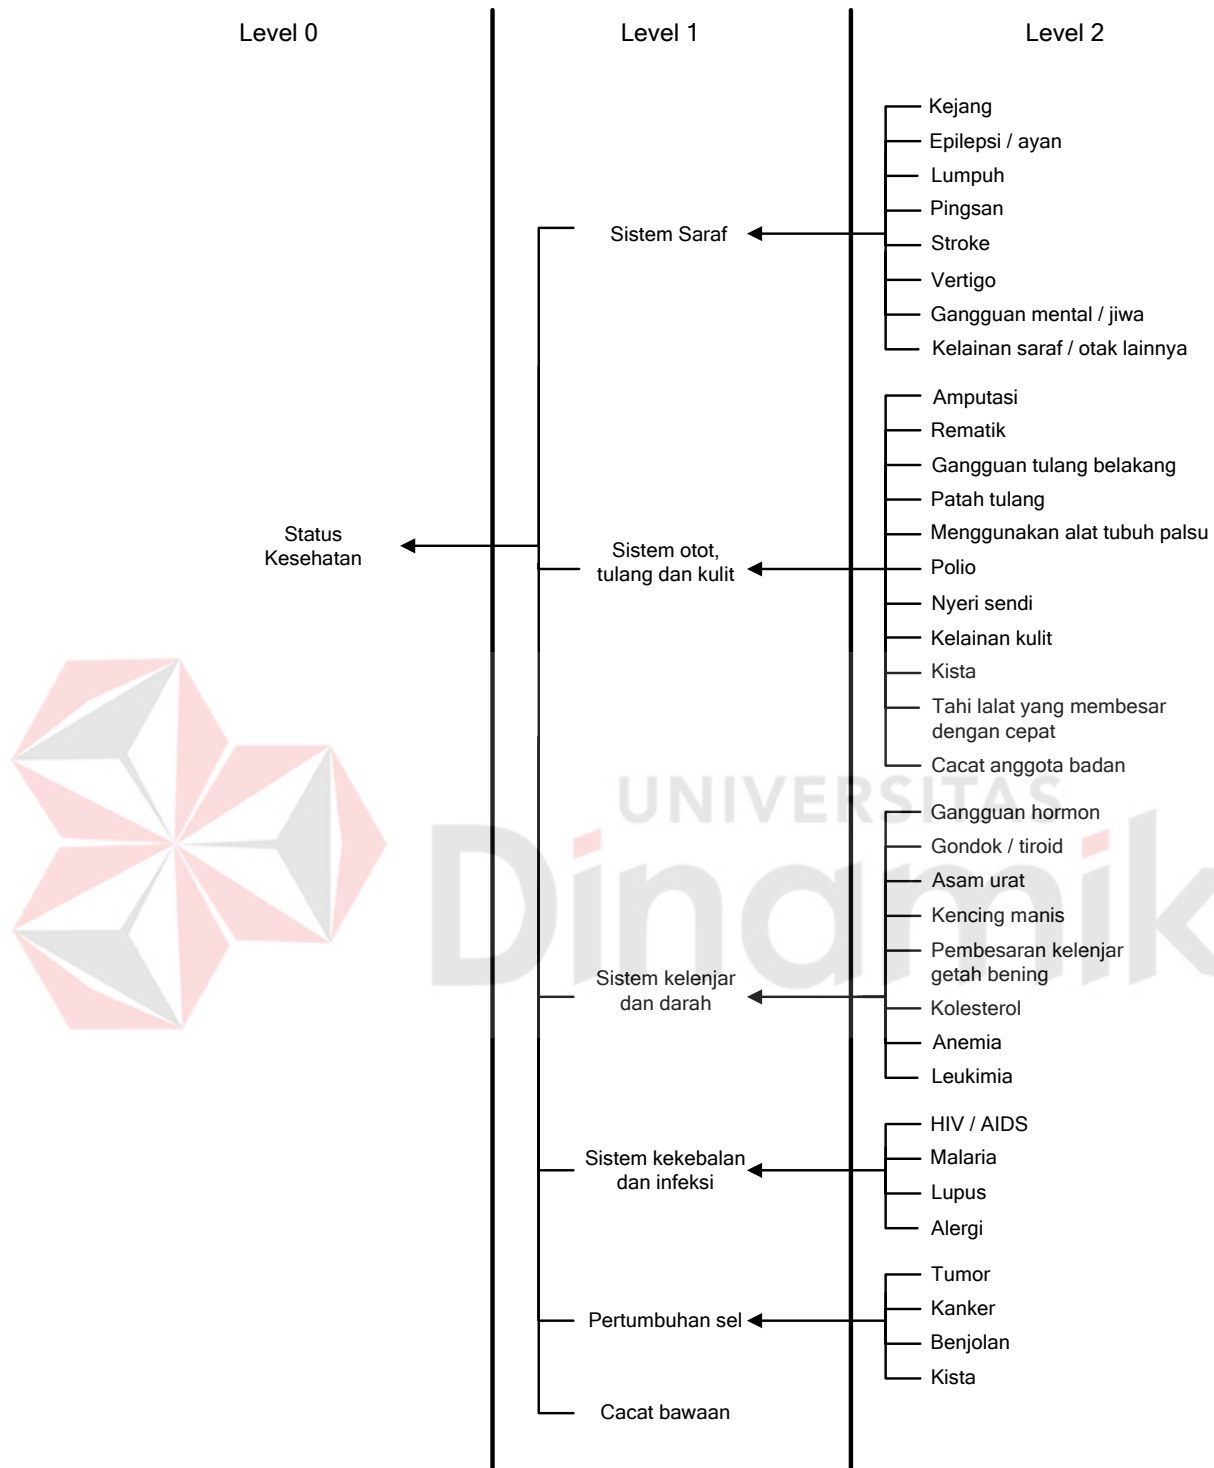 Level 0
Level 1
Level 2
Kejang
Epilepsi / ayan
Lumpuh
Pingsan
Sistem Saraf
Stroke
Vertigo
Gangguan mental / jiwa
Kelainan saraf / otak lainnya
Amputasi
Rematik
Gangguan tulang belakang
Patah tulang
Menggunakan alat tubuh palsu
Status
Kesehatan
Sistem otot,
tulang dan kulit
Polio
Nyeri sendi
Kelainan kulit
Kista
Tahi lalat yang membesar
dengan cepat
Cacat anggota badan
UNIVERSITAS
Dinamik
Gangguan hormon
Gondok / tiroid
Asam urat
Kencing manis
Pembesaran kelenjar
getah bening
Sistem kelenjar
dan darah
Kolesterol
Anemia
Leukimia
HIV / AIDS
Malaria
Sistem kekebalan
dan infeksi
Lupus
Alergi
Tumor
Kanker
Pertumbuhan sel
Benjolan
Kista
Cacat bawaan